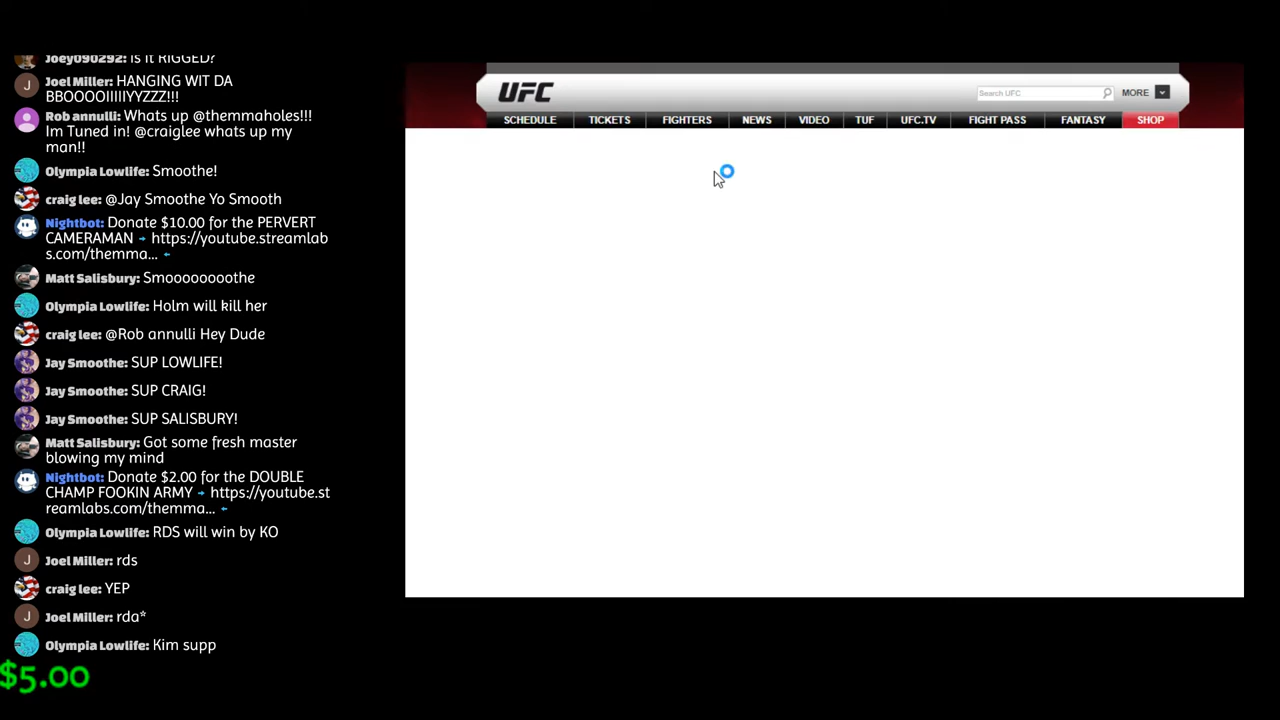 Joey090292: Is it RIGGED?
Joel Miller: HANGING WIT DA
BBOOOIIIIIYYZZZ!!!
Rob annulli: Whats up @themmaholes!!!
Im Tuned in! @craiglee whats up my
man!!
Olympia Lowlife: Smoothe!
craig lee: @Jay Smoothe Yo Smooth
Nightbot: Donate $10.00 for the PERVERT
CAMERAMAN → https://youtube.streamlab
s.com/themma... ←
Matt Salisbury: Smoooooooothe
Olympia Lowlife: Holm will kill her
craig lee: @Rob annulli Hey Dude
Jay Smoothe: SUP LOWLIFE!
Jay Smoothe: SUP CRAIG!
Jay Smoothe: SUP SALISBURY!
Matt Salisbury: Got some fresh master
blowing my mind
Nightbot: Donate $2.00 for the DOUBLE
CHAMP FOOKIN ARMY → https://youtube.st
reamlabs.com/themma... ←
Olympia Lowlife: RDS will win by KO
J
Joel Miller: rds
craig lee: YEP
J
Joel Miller: rda*
Olympia Lowlife: Kim supp
$5.00
UFC
Search UFC
MORE
SCHEDULE TICKETS FIGHTERS NEWS VIDEO TUF UFC.TV FIGHT PASS FANTASY SHOP